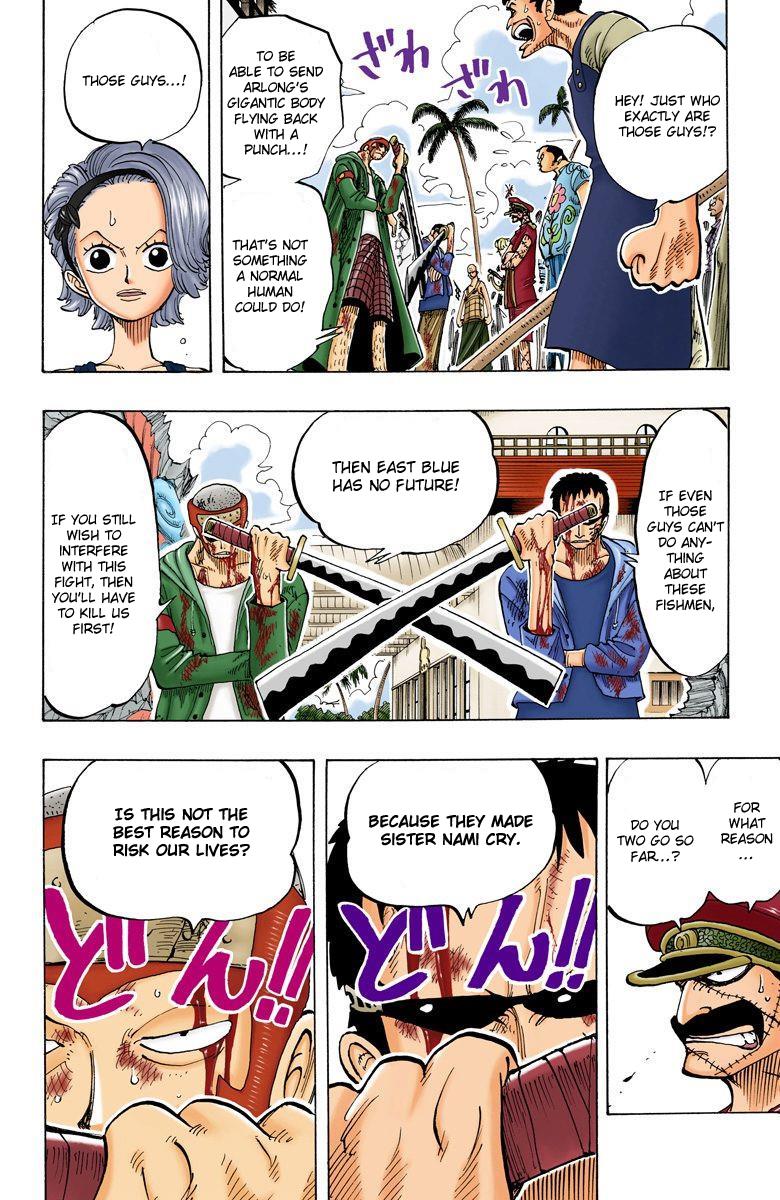 HEY! JUST WHO
EXACTLY ARE
THOSE GUYS!?
ざわ
ざわ
TO BE
ABLE TO SEND
ARLONG'S
GIGANTIC BODY
FLYING BACK
WITH A
PUNCH...!
THAT'S NOT
SOMETHING
A NORMAL
HUMAN
COULD DO!
THOSE GUYS...!
IF EVEN
THOSE
GUYS CAN'T
DO ANY-
THING
ABOUT
THESE
FISHMEN,
THEN EAST BLUE
HAS NO FUTURE!
IF YOU STILL
WISH TO
INTERFERE
WITH THIS
FIGHT, THEN
YOU'LL HAVE
TO KILL US
FIRST!
FOR
WHAT
REASON
...
DO YOU
TWO GO SO
FAR...?
BECAUSE THEY MADE
SISTER NAMI CRY.
どん!!
IS THIS NOT THE
BEST REASON TO
RISK OUR LIVES?
どん!!